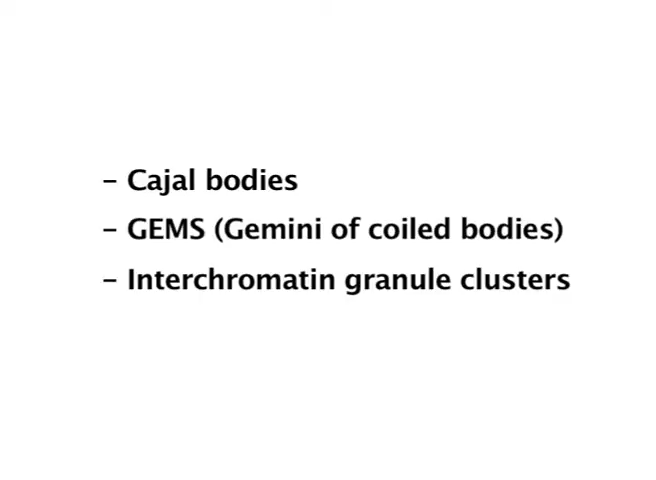 - Cajal bodies
- GEMS (Gemini of coiled bodies)
- Interchromatin granule clusters